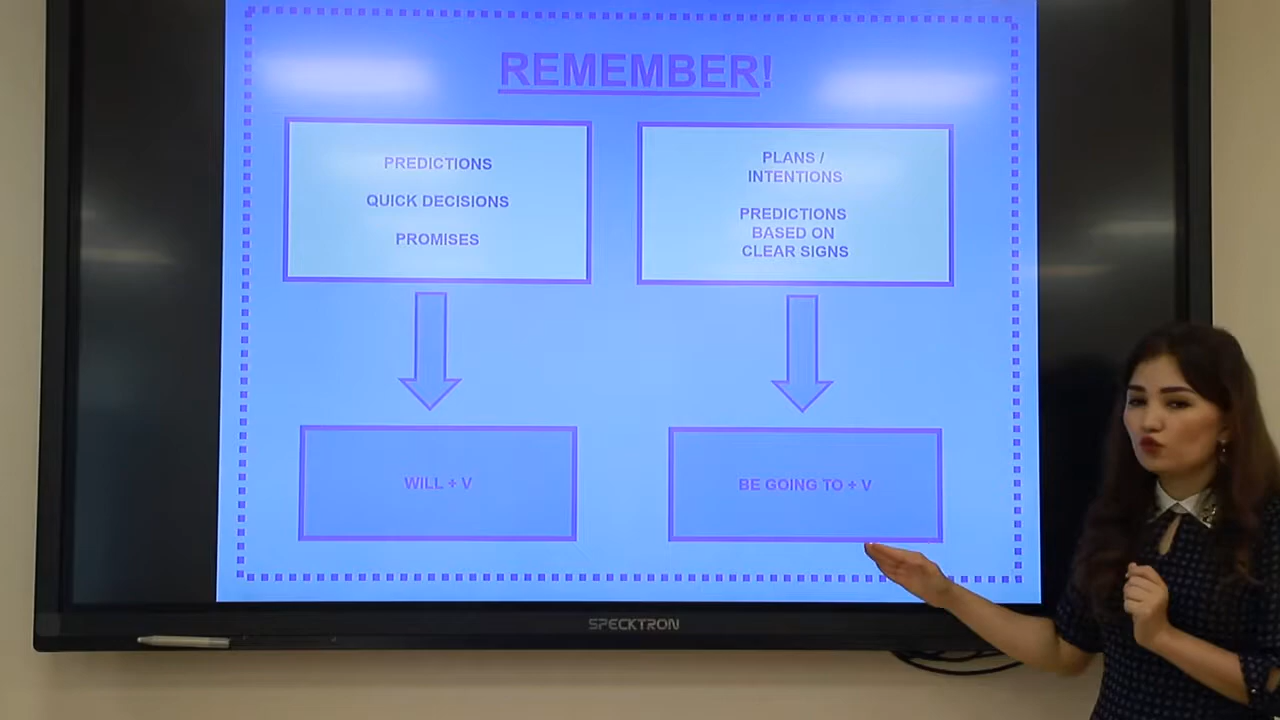 REMEMBER!
PREDICTIONS
QUICK DECISIONS
PROMISES
PLANS /
INTENTIONS
PREDICTIONS
BASED ON
CLEAR SIGNS
WILL + V
BE GOING TO + V
SPECKTRON